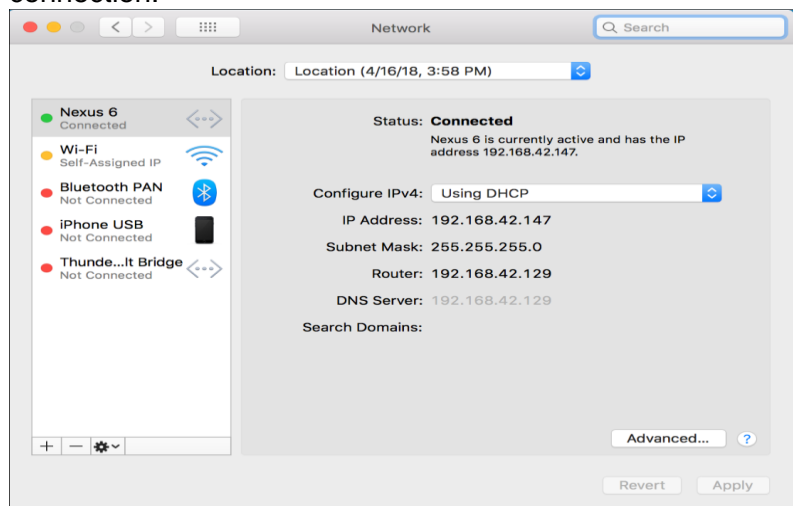 connection.
Network
Search
Location: Location (4/16/18, 3:58 PM)
Nexus 6
Connected
Wi-Fi
Self-Assigned IP
Bluetooth PAN
Not Connected
iPhone USB
Not Connected
Thunde...lt Bridge
Not Connected
Status: Connected
Nexus 6 is currently active and has the IP
address 192.168.42.147.
Configure IPv4: Using DHCP
IP Address: 192.168.42.147
Subnet Mask: 255.255.255.0
Router: 192.168.42.129
DNS Server: 192.168.42.129
Search Domains:
+ −
Advanced... ?
Revert Apply